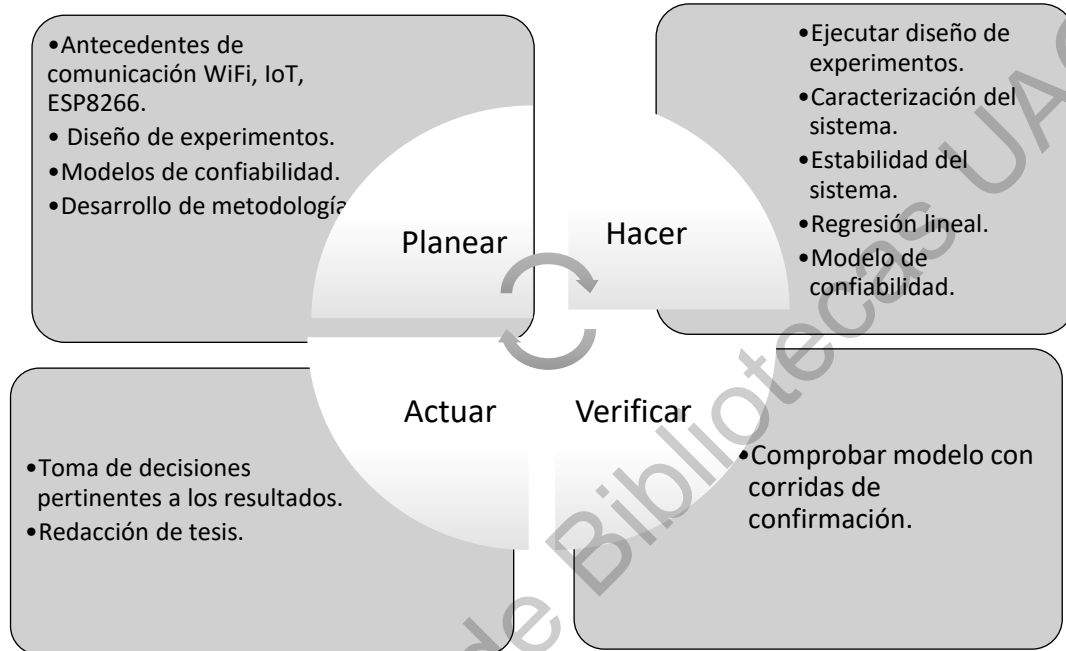 •Antecedentes de
comunicación WiFi, IoT,
ESP8266.
• Diseño de experimentos.
•Modelos de confiabilidad.
•Desarrollo de metodología
Planear
•Ejecutar diseño de
experimentos.
•Caracterización del
sistema.
•Estabilidad del
sistema.
•Regresión lineal.
•Modelo de
confiabilidad.
Hacer
Actuar
•Toma de decisiones
pertinentes a los resultados.
•Redacción de tesis.
Verificar
•Comprobar modelo con
corridas de
confirmación.
de Bibliotecas